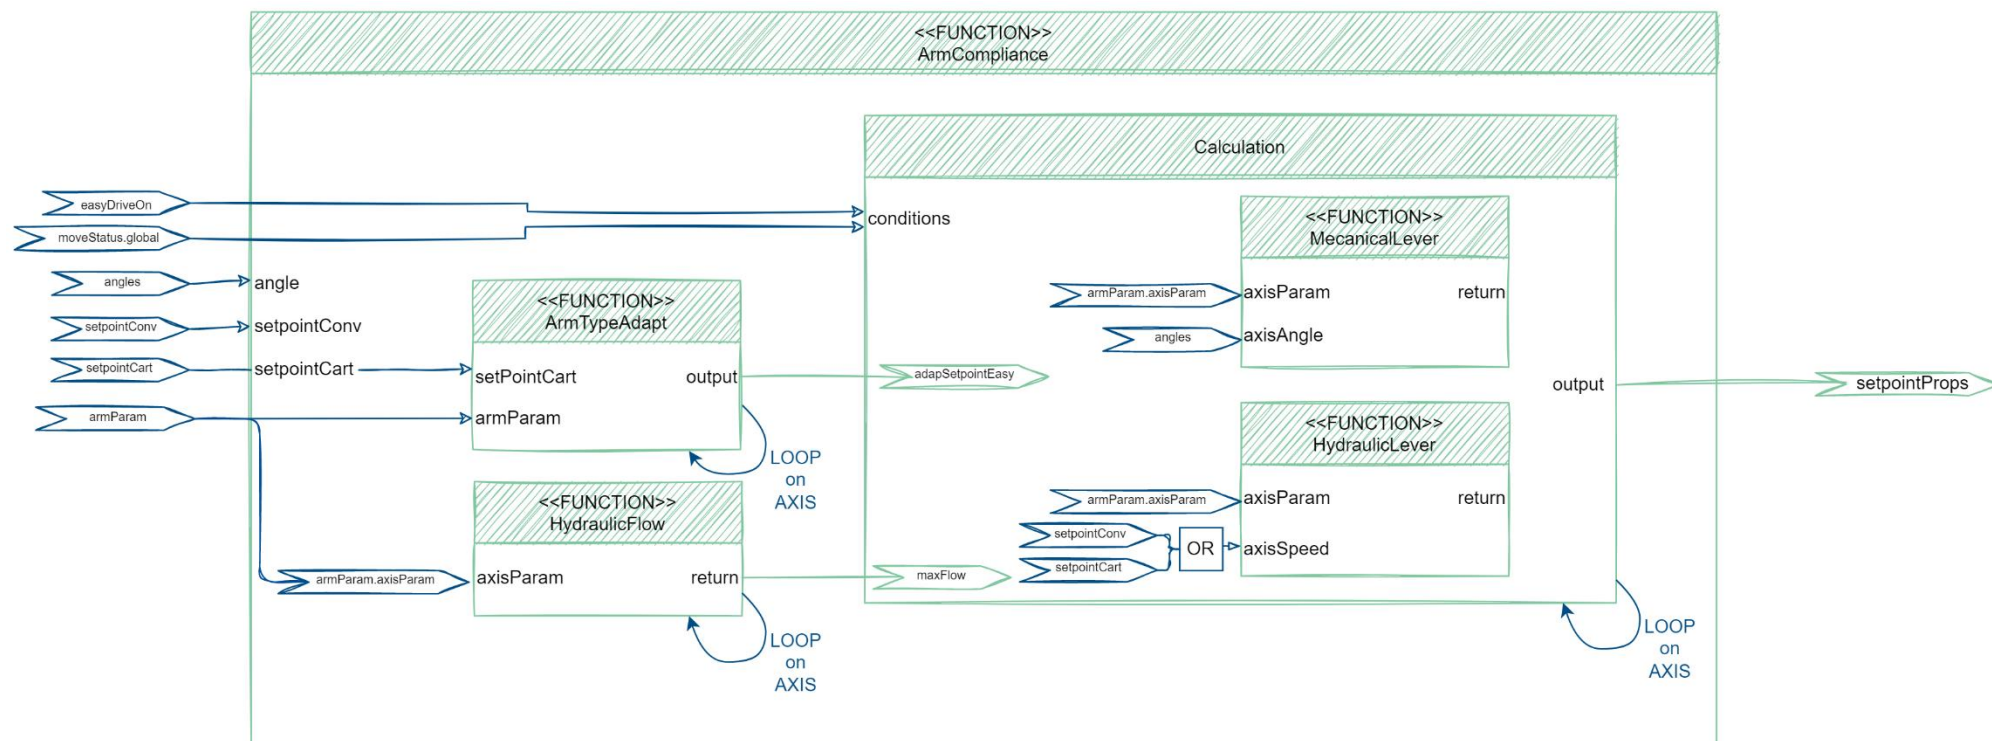 <<FUNCTION>>
ArmCompliance
Calculation
easyDriveOn
moveStatus.global
conditions
angles
angle
setpointConv
setpointConv
setpointCart
setpointCart
armParam
<<FUNCTION>>
ArmTypeAdapt
setPointCart
output
armParam
LOOP
on
AXIS
<<FUNCTION>>
HydraulicFlow
armParam.axisParam
axisParam
return
LOOP
on
AXIS
adapSetpointEasy
maxFlow
<<FUNCTION>>
MecanicalLever
armParam.axisParam
axisParam
return
angles
axisAngle
<<FUNCTION>>
HydraulicLever
armParam.axisParam
axisParam
return
setpointConv
setpointCart
OR
axisSpeed
output
LOOP
on
AXIS
setpointProps